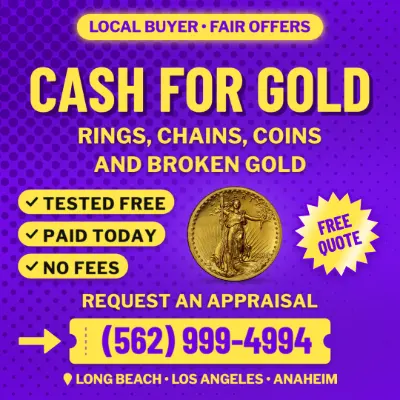 LOCAL BUYER • FAIR OFFERS
CASH FOR GOLD
RINGS, CHAINS, COINS
AND BROKEN GOLD
✓ TESTED FREE
✓ PAID TODAY
✓ NO FEES
FREE
QUOTE
REQUEST AN APPRAISAL
(562) 999-4994
LONG BEACH • LOS ANGELES • ANAHEIM